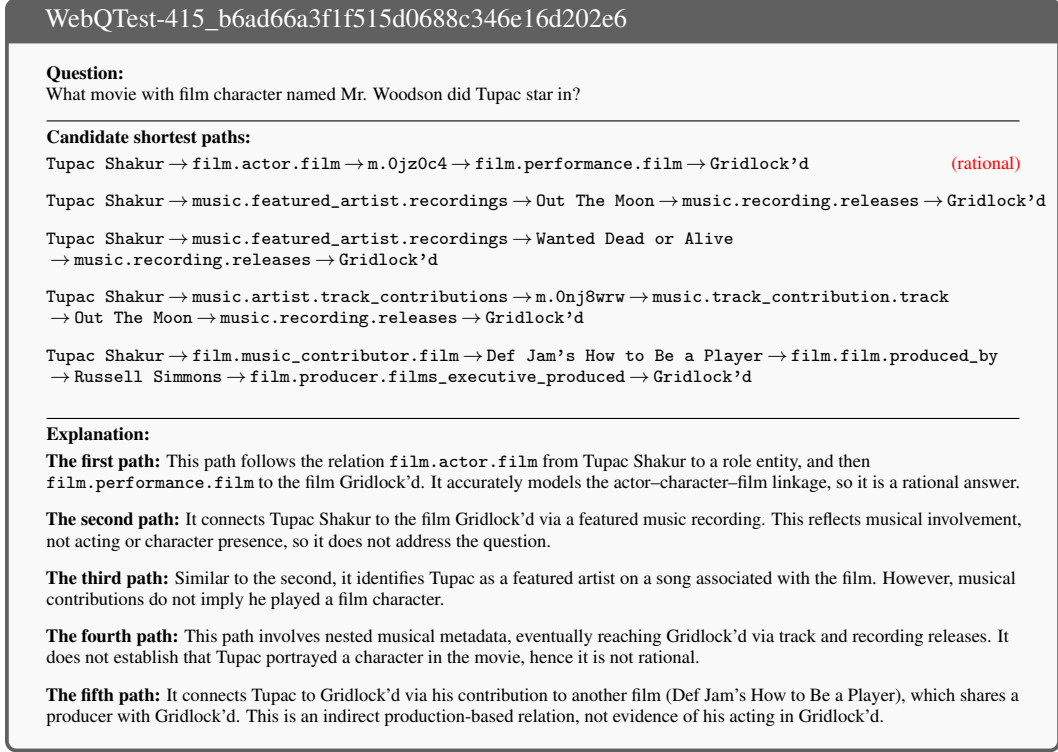 WebQTest-415_b6ad66a3f1f515d0688c346e16d202e6
Question:
What movie with film character named Mr. Woodson did Tupac star in?
Candidate shortest paths:
Tupac Shakur → film.actor.film → m.0jz0c4 → film.performance.film → Gridlock'd (rational)
Tupac Shakur → music.featured_artist.recordings → Out The Moon → music.recording.releases → Gridlock'd
Tupac Shakur → music.featured_artist.recordings → Wanted Dead or Alive
→ music.recording.releases → Gridlock'd
Tupac Shakur → music.artist.track_contributions → m.0nj8wrw → music.track_contribution.track
→ Out The Moon → music.recording.releases → Gridlock'd
Tupac Shakur → film.music_contributor.film → Def Jam's How to Be a Player → film.film.produced_by
→ Russell Simmons → film.producer.films_executive_produced → Gridlock'd
Explanation:
The first path: This path follows the relation film.actor.film from Tupac Shakur to a role entity, and then
film.performance.film to the film Gridlock'd. It accurately models the actor–character–film linkage, so it is a rational answer.
The second path: It connects Tupac Shakur to the film Gridlock'd via a featured music recording. This reflects musical involvement,
not acting or character presence, so it does not address the question.
The third path: Similar to the second, it identifies Tupac as a featured artist on a song associated with the film. However, musical
contributions do not imply he played a film character.
The fourth path: This path involves nested musical metadata, eventually reaching Gridlock'd via track and recording releases. It
does not establish that Tupac portrayed a character in the movie, hence it is not rational.
The fifth path: It connects Tupac to Gridlock'd via his contribution to another film (Def Jam's How to Be a Player), which shares a
producer with Gridlock'd. This is an indirect production-based relation, not evidence of his acting in Gridlock'd.